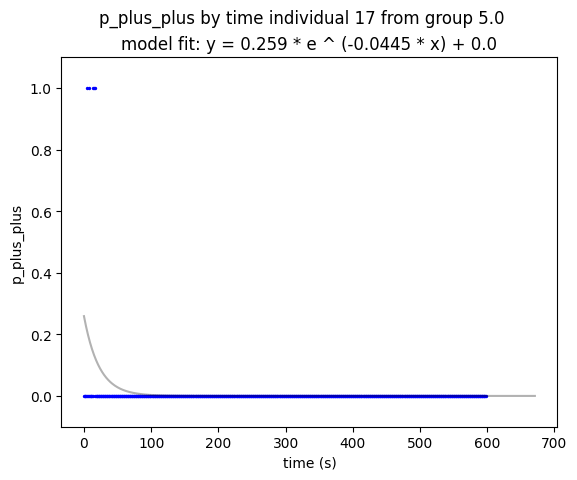 p_plus_plus by time individual 17 from group 5.0
model fit: y = 0.259 * e ^ (-0.0445 * x) + 0.0
1.0
0.8
0.6
0.4
0.2
0.0
p_plus_plus
0 100 200 300 400 500 600 700
time (s)